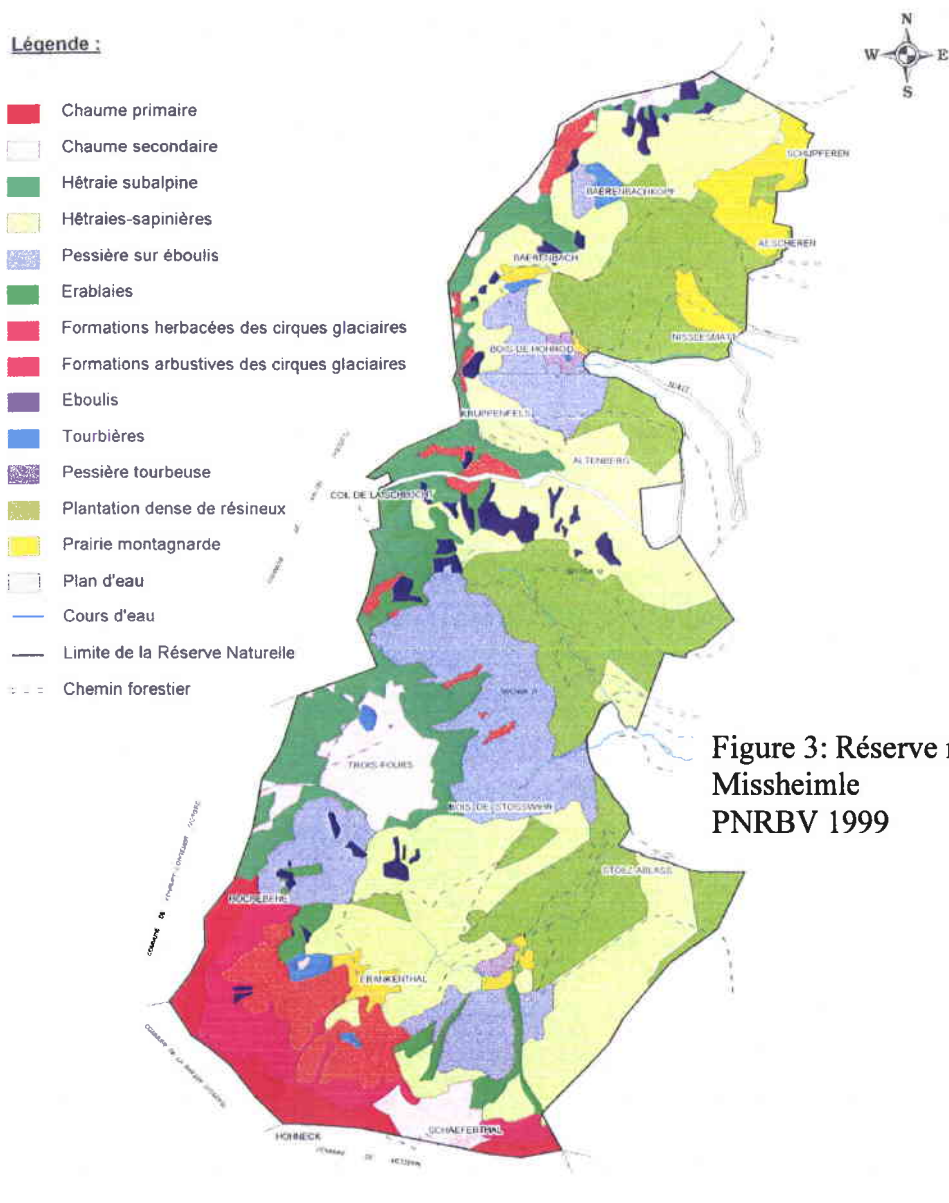 Légende :
N
W E
S
Chaume primaire
Chaume secondaire
Hêtraie subalpine
Hêtraies-sapinières
Pessière sur éboulis
Erablaies
Formations herbacées des cirques glaciaires
Formations arbustives des cirques glaciaires
Eboulis
Tourbières
Pessière tourbeuse
Plantation dense de résineux
Prairie montagnarde
Plan d'eau
Cours d'eau
Limite de la Réserve Naturelle
Chemin forestier
SCHUPFEREN
BAERENBACHKOPF
AESCHEREN
BAERENBACH
NISSLESMATT
BOIS DE HOHROD
KRUPPENFELS
ALTENBERG
COL DE LA SCHLUCHT
TROIS-FOURS
BOIS DE STOSSWIHR
STOLZ-ABLASS
ROCHEBENE
FRANKENTHAL
SCHAEFERTHAL
HOHNECK
Figure 3: Réserve
Missheimle
PNRBV 1999